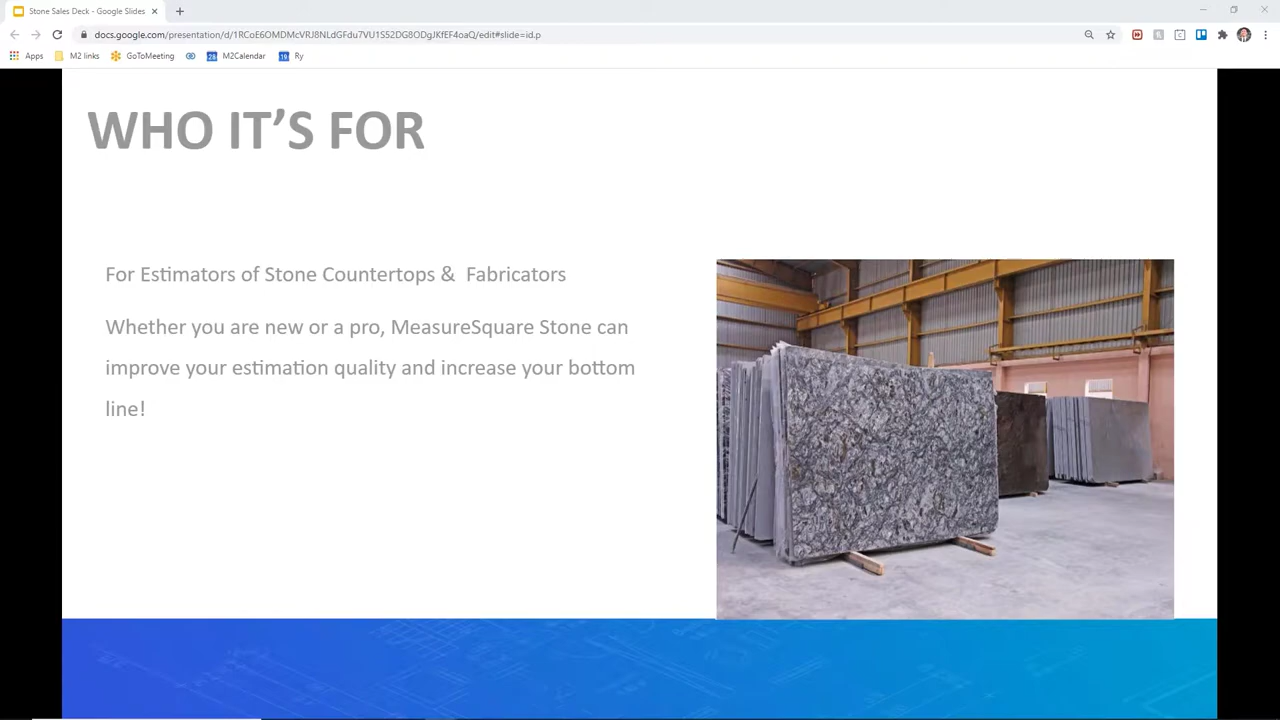 Stone Sales Deck - Google Slides
docs.google.com/presentation/d/1RCoE6OMDMcVRJ8NLdGFdu7VU1S52DG8ODgJKfEF4oaQ/edit#slide=id.p
Apps
M2 links
GoToMeeting
28
M2Calendar
19
Ry
WHO IT’S FOR
For Estimators of Stone Countertops & Fabricators
Whether you are new or a pro, MeasureSquare Stone can
improve your estimation quality and increase your bottom
line!